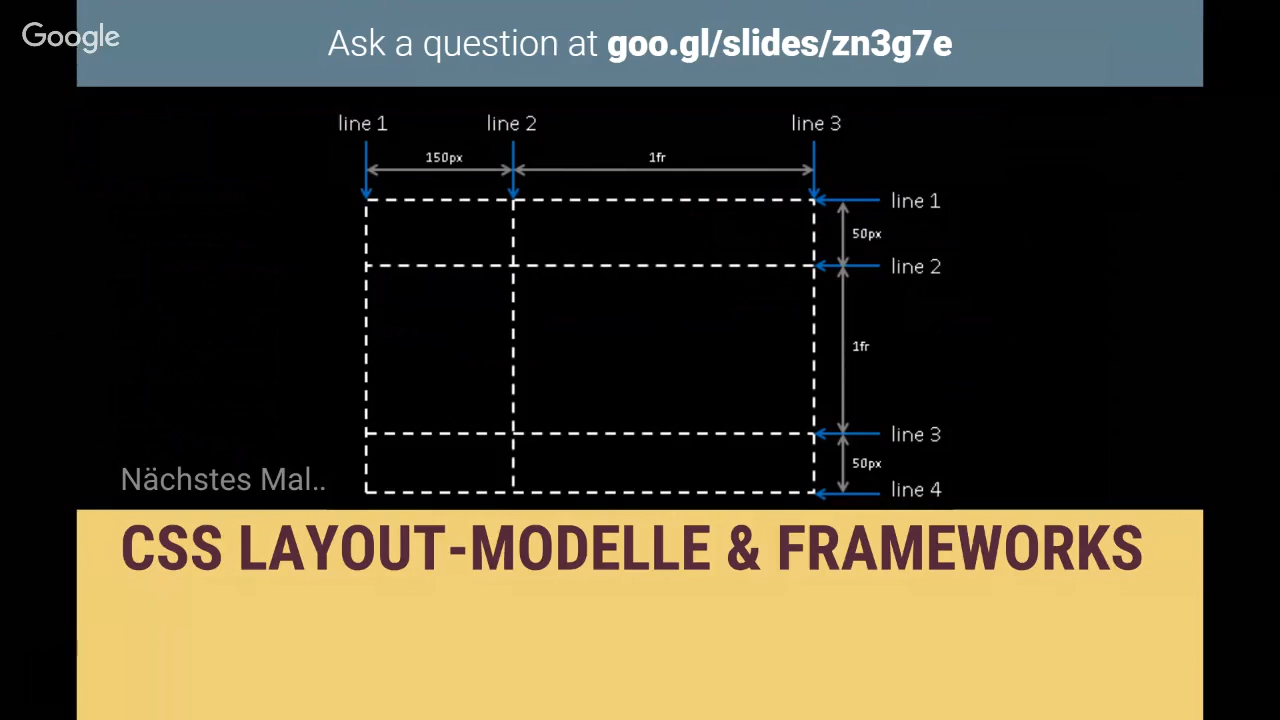 Google
Ask a question at goo.gl/slides/zn3g7e
line 1 line 2 line 3
150px 1fr
line 1
50px
line 2
1fr
line 3
50px
line 4
Nächstes Mal..
CSS LAYOUT-MODELLE & FRAMEWORKS